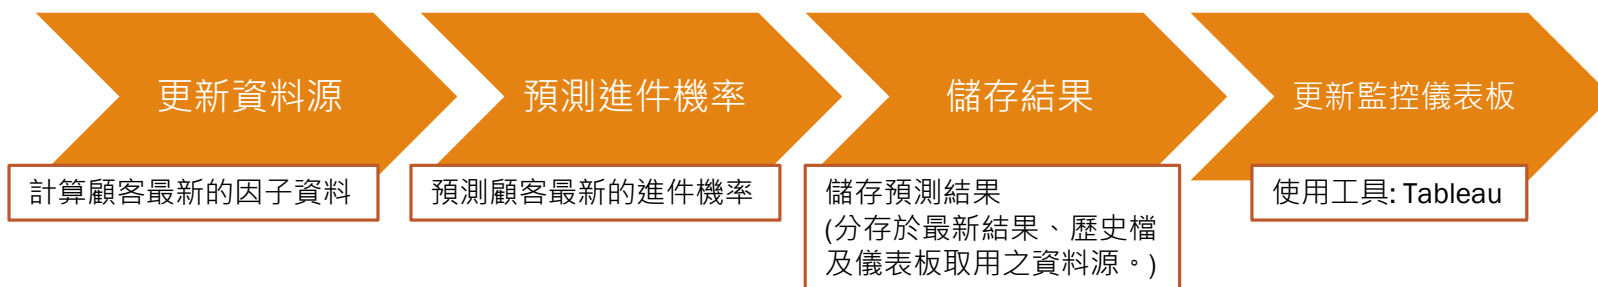 更新資料源
預測進件機率
儲存結果
更新監控儀表板
計算顧客最新的因子資料
預測顧客最新的進件機率
儲存預測結果
(分存於最新結果、歷史檔
及儀表板取用之資料源。)
使用工具: Tableau